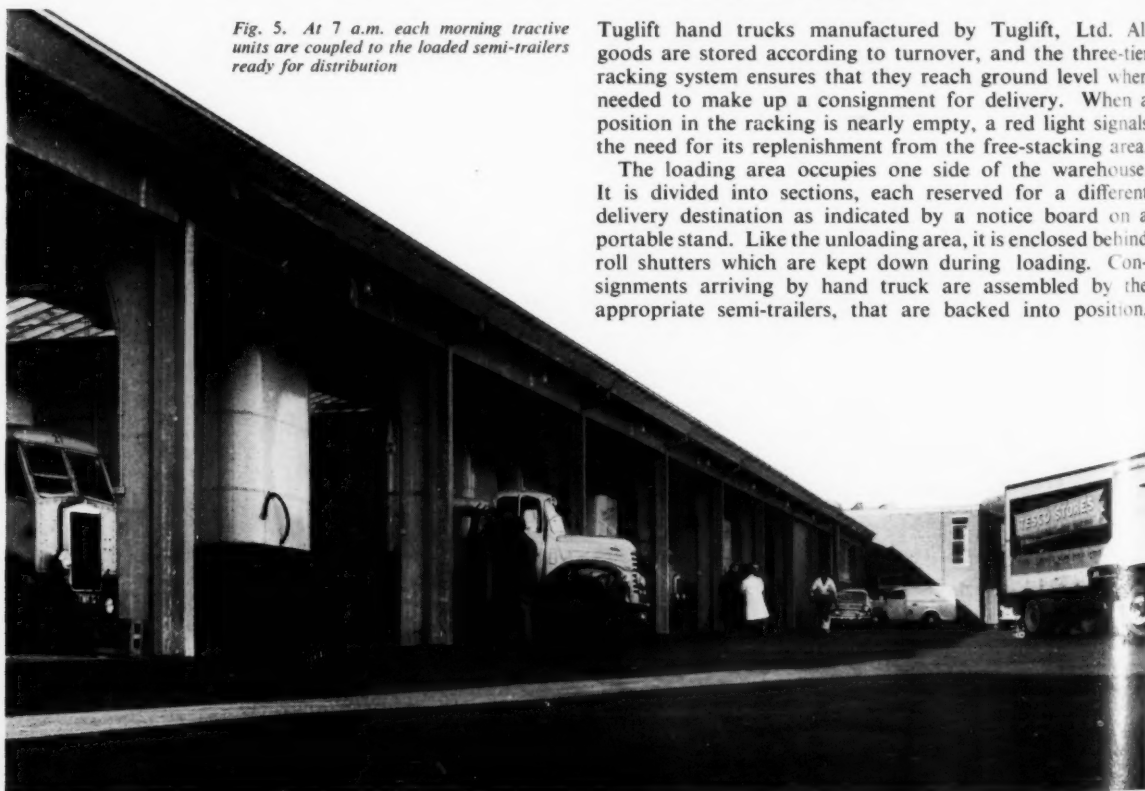 Fig. 5. At 7 a.m. each morning tractive
units are coupled to the loaded semi-trailers
ready for distribution
Tuglift hand trucks manufactured by Tuglift, Ltd. Al
goods are stored according to turnover, and the three-tie
racking system ensures that they reach ground level when
needed to make up a consignment for delivery. When a
position in the racking is nearly empty, a red light signals
the need for its replenishment from the free-stacking area
The loading area occupies one side of the warehouse
It is divided into sections, each reserved for a different
delivery destination as indicated by a notice board on a
portable stand. Like the unloading area, it is enclosed behind
roll shutters which are kept down during loading. Con-
signments arriving by hand truck are assembled by the
appropriate semi-trailers, that are backed into position.
TESCO STORES